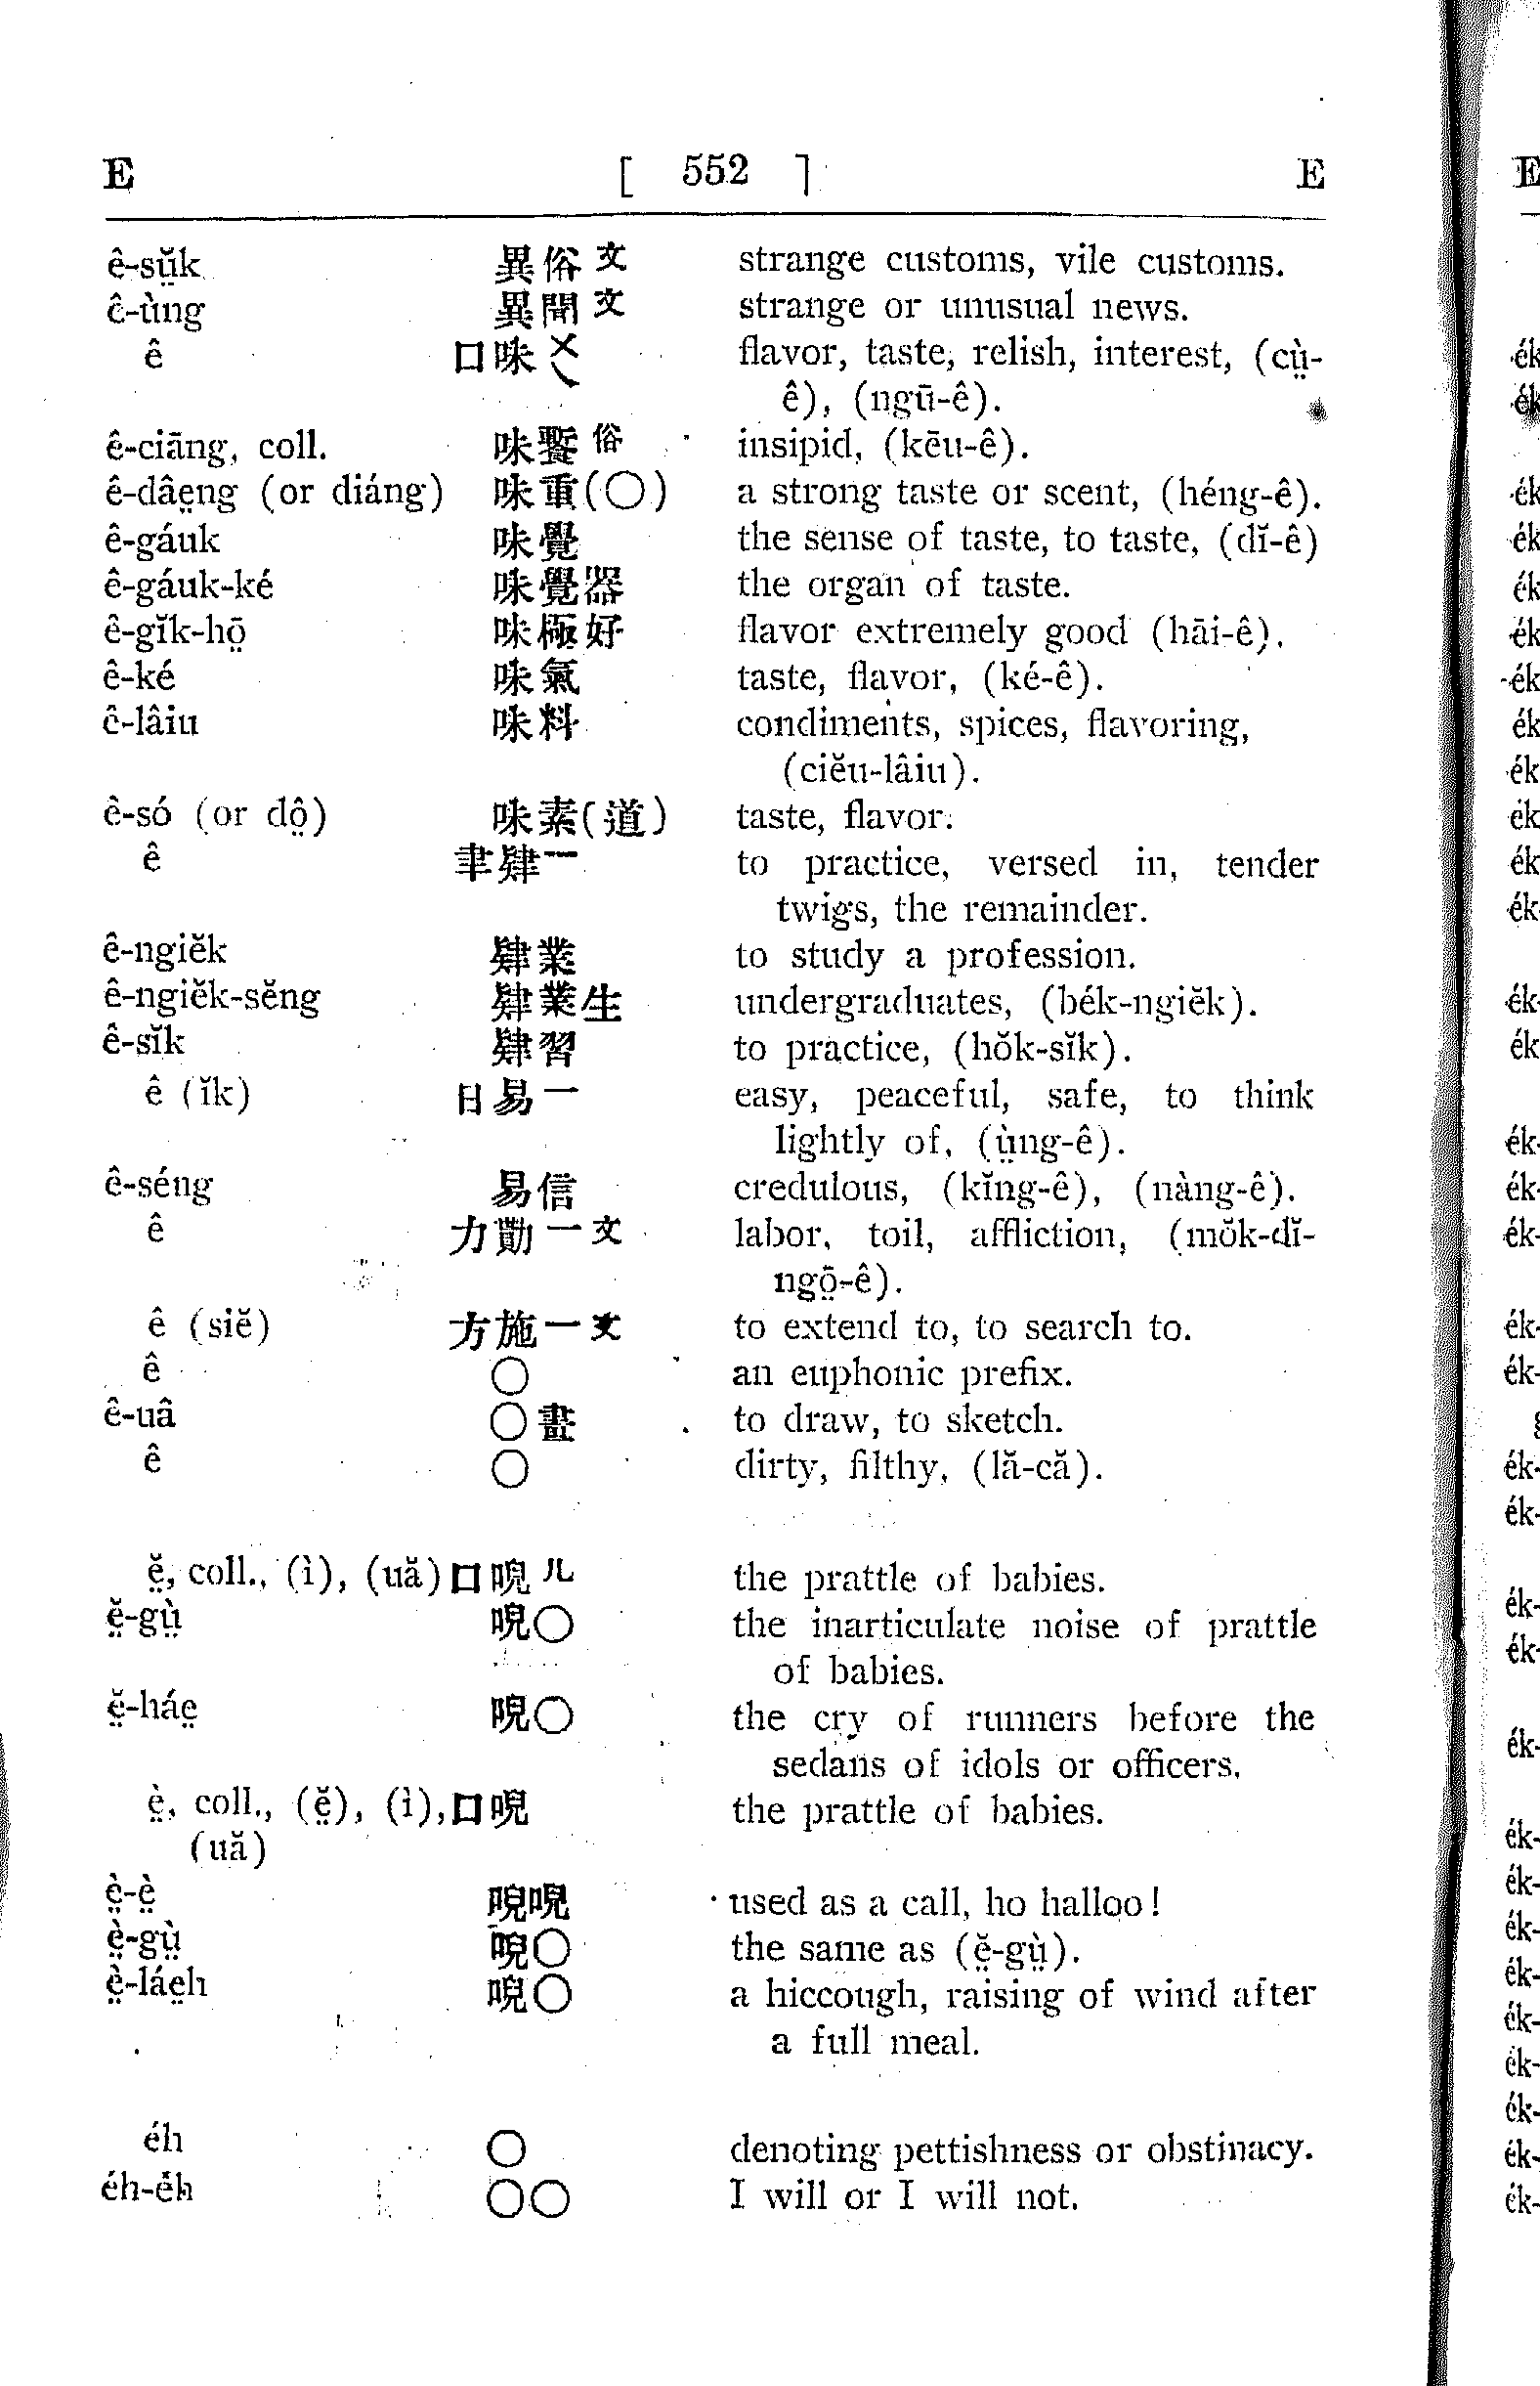 E [ 552 ] E
ê-sṳ̆k 異俗文 strange customs, vile customs.
ê-ùng 異聞文 strange or unusual news.
ê 口味 flavor, taste, relish, interest, (cṳ̀-
ê), (ngū-ê).
ê-ciāng, coll. 味饗俗 insipid, (kēu-ê).
ê-dâe̤ng (or diáng) 味重(〇) a strong taste or scent, (héng-ê).
ê-gáuk 味覺 the sense of taste, to taste, (dĭ-ê)
ê-gáuk-ké 味覺器 the organ of taste.
ê-gĭk-hō̤ 味極好 flavor extremely good (hāi-ê).
ê-ké 味氣 taste, flavor, (ké-ê).
ê-lâiu 味料 condiments, spices, flavoring,
(ciĕu-lâiu).
ê-só (or dô̤) 味素(道) taste, flavor.
ê 聿肄一 to practice, versed in, tender
twigs, the remainder.
ê-ngiĕk 肄業 to study a profession.
ê-ngiĕk-sĕng 肄業生 undergraduates, (bék-ngiĕk).
ê-sĭk 肄習 to practice, (hŏk-sĭk).
ê (ĭk) 日易一 easy, peaceful, safe, to think
lightly of, (ṳ̀ng-ê).
ê-séng 易信 credulous, (kĭng-ê), (nàng-ê).
ê 力勩一文 labor, toil, affliction, (mŏk-dĭ-
ngō̤-ê).
ê (siĕ) 方施一文 to extend to, to search to.
ê 〇 an euphonic prefix.
ê-uâ 〇畫 to draw, to sketch.
ê 〇 dirty, filthy, (lă-că).
ĕ̤, coll., (ì), (uă) 口唲儿 the prattle of babies.
ĕ̤-gṳ̀ 唲〇 the inarticulate noise of prattle
of babies.
ĕ̤-háe̤ 唲〇 the cry of runners before the
sedans of idols or officers.
è̤, coll., (ĕ̤), (ì), 口唲 the prattle of babies.
(uă)
è̤-è̤ 唲唲 used as a call, ho halloo!
è̤-gṳ̀ 唲〇 the same as (ĕ̤-gṳ̀).
è̤-láe̤h 唲〇 a hiccough, raising of wind after
a full meal.
éh 〇 denoting pettishness or obstinacy.
éh-éh 〇〇 I will or I will not.